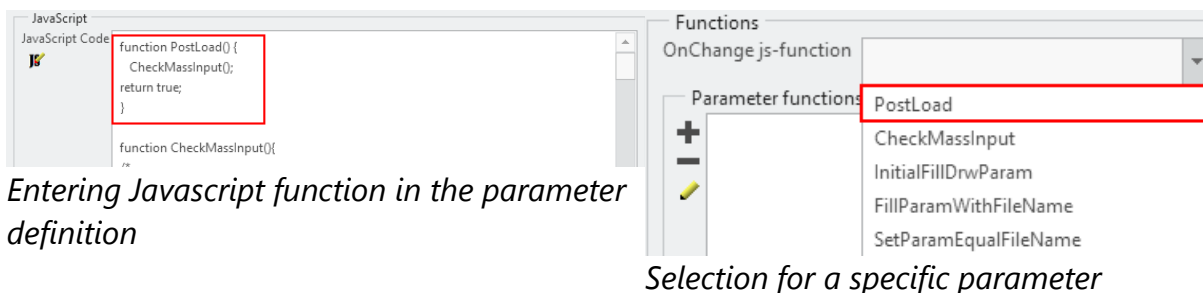 JavaScript
JavaScript Code
function PostLoad() {
CheckMassInput();
return true;
}
function CheckMassInput(){
/*
Entering Javascript function in the parameter
definition
Functions
OnChange js-function
Parameter functions
PostLoad
CheckMassInput
InitialFillDrwParam
FillParamWithFileName
SetParamEqualFileName
Selection for a specific parameter